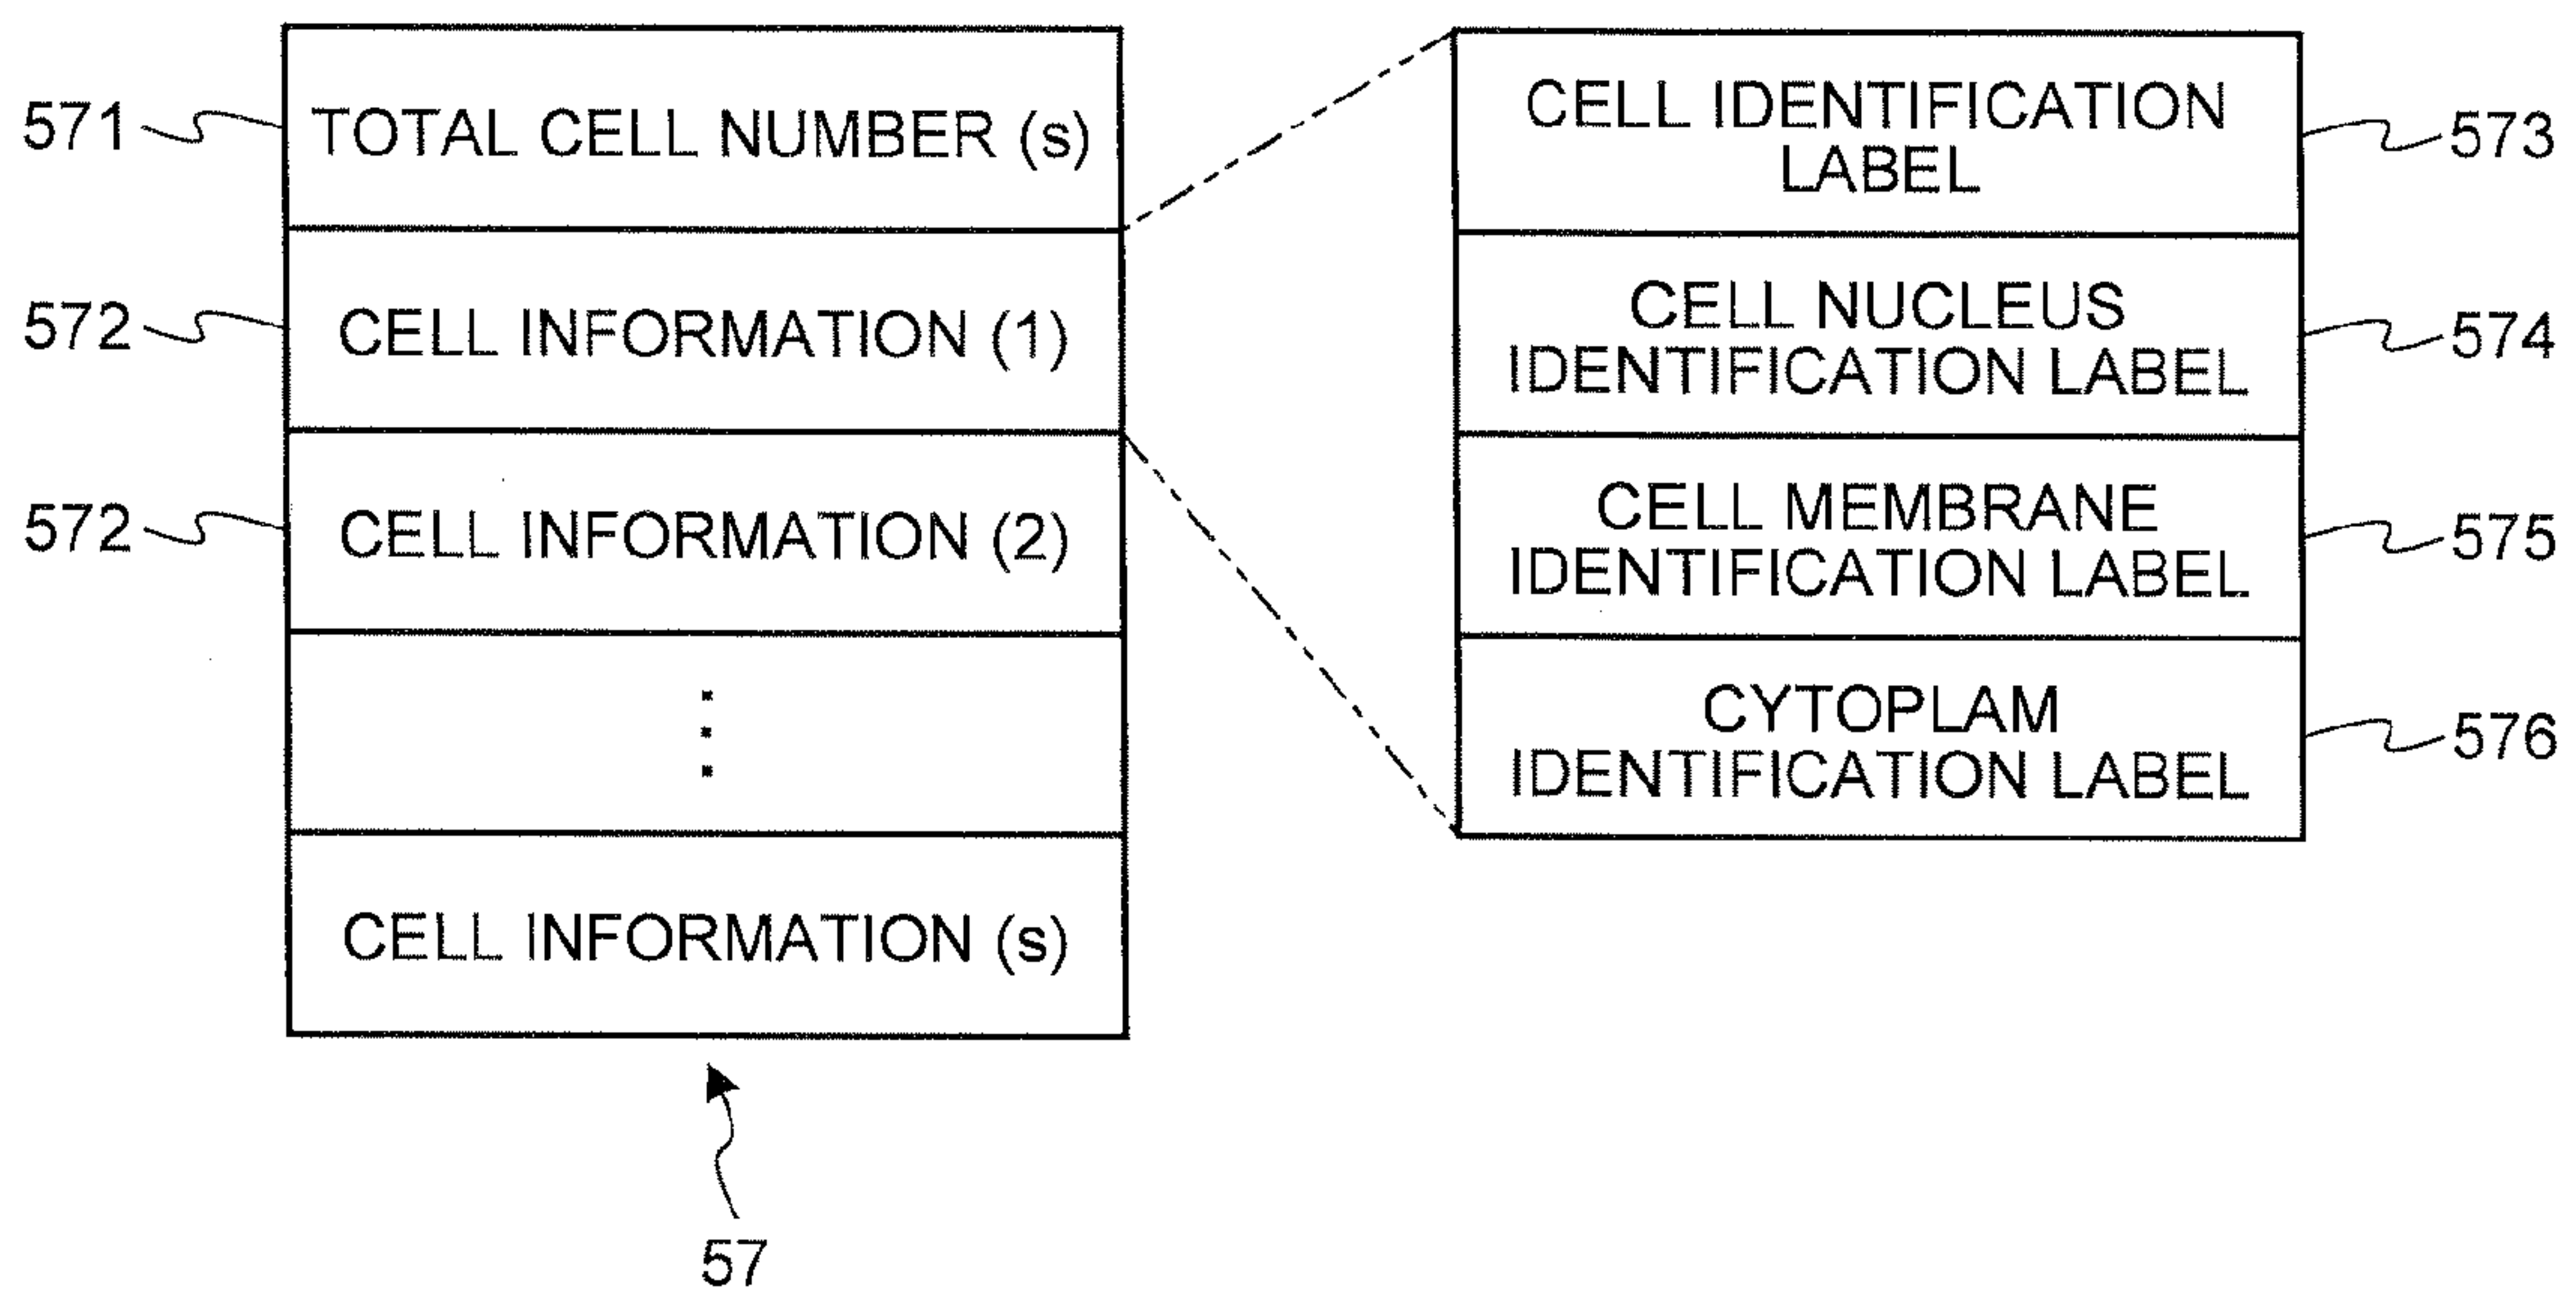 571
TOTAL CELL NUMBER (s)
572
CELL INFORMATION (1)
572
CELL INFORMATION (2)
CELL INFORMATION (s)
57
CELL IDENTIFICATION
LABEL
573
CELL NUCLEUS
IDENTIFICATION LABEL
574
CELL MEMBRANE
IDENTIFICATION LABEL
575
CYTOPLAM
IDENTIFICATION LABEL
576